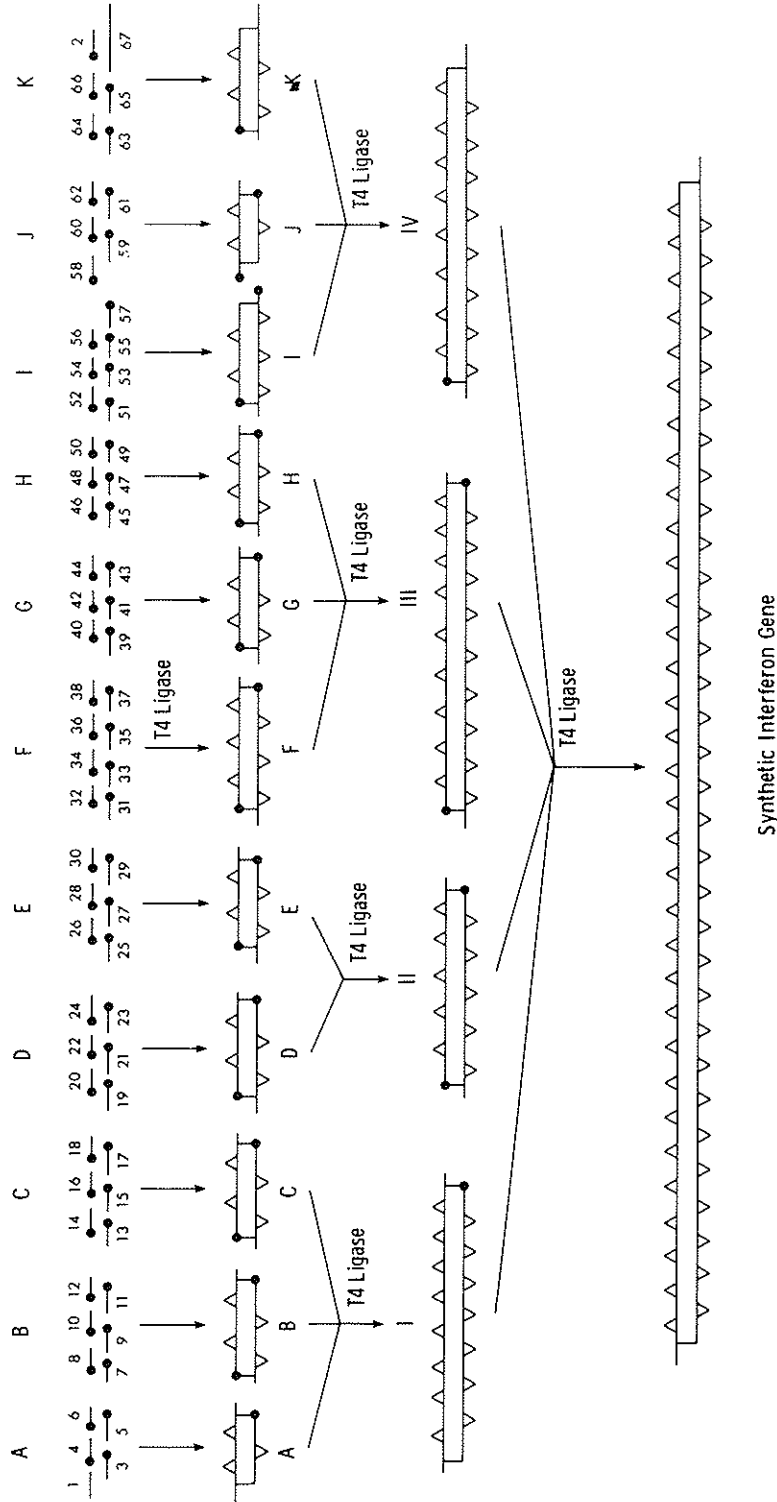 A B C D E F G H I J K
1 4 6 8 10 12 14 16 18 20 22 24 26 28 30 32 34 36 38 40 42 44 46 48 50 52 54 56 58 60 62 64 66 2
3 5 7 9 11 13 15 17 19 21 23 25 27 29 31 33 35 37 39 41 43 45 47 49 51 53 55 57 59 61 63 65 67
T4 Ligase
A B C D E F G H I J K
T4 Ligase T4 Ligase T4 Ligase T4 Ligase
I II III IV
T4 Ligase
Synthetic Interferon Gene